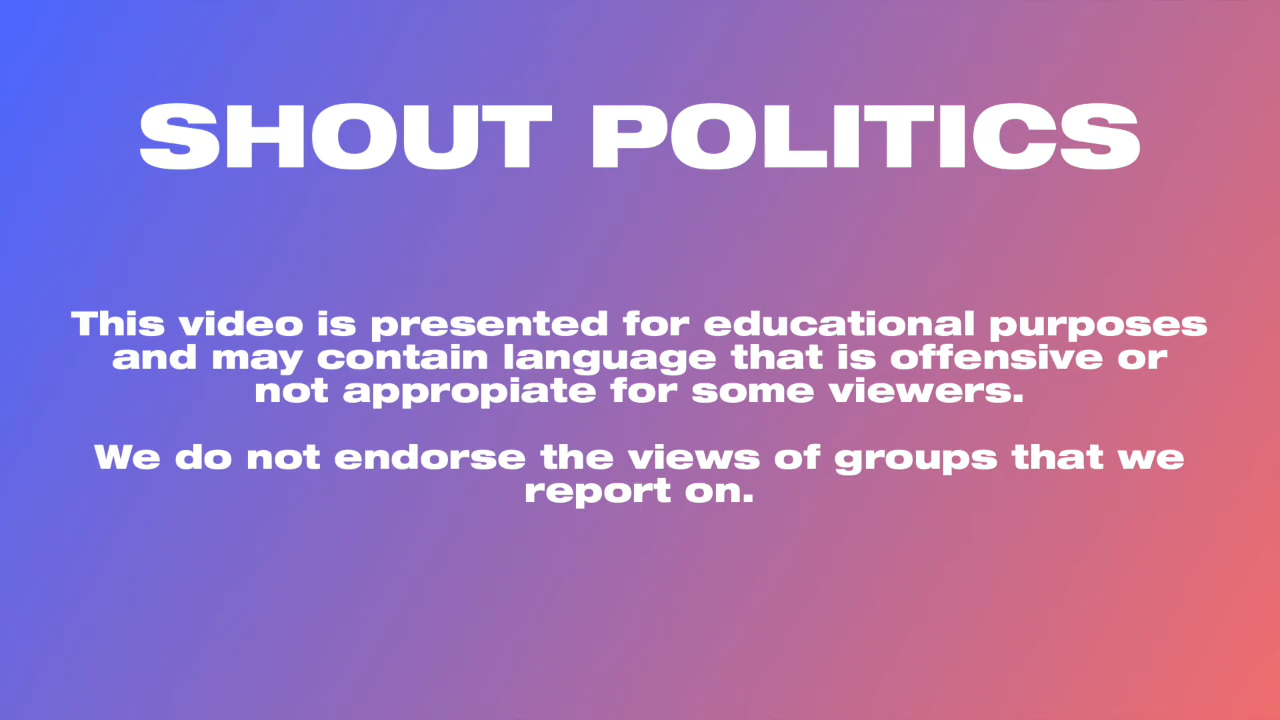 SHOUT POLITICS
This video is presented for educational purposes
and may contain language that is offensive or
not appropiate for some viewers.
We do not endorse the views of groups that we
report on.